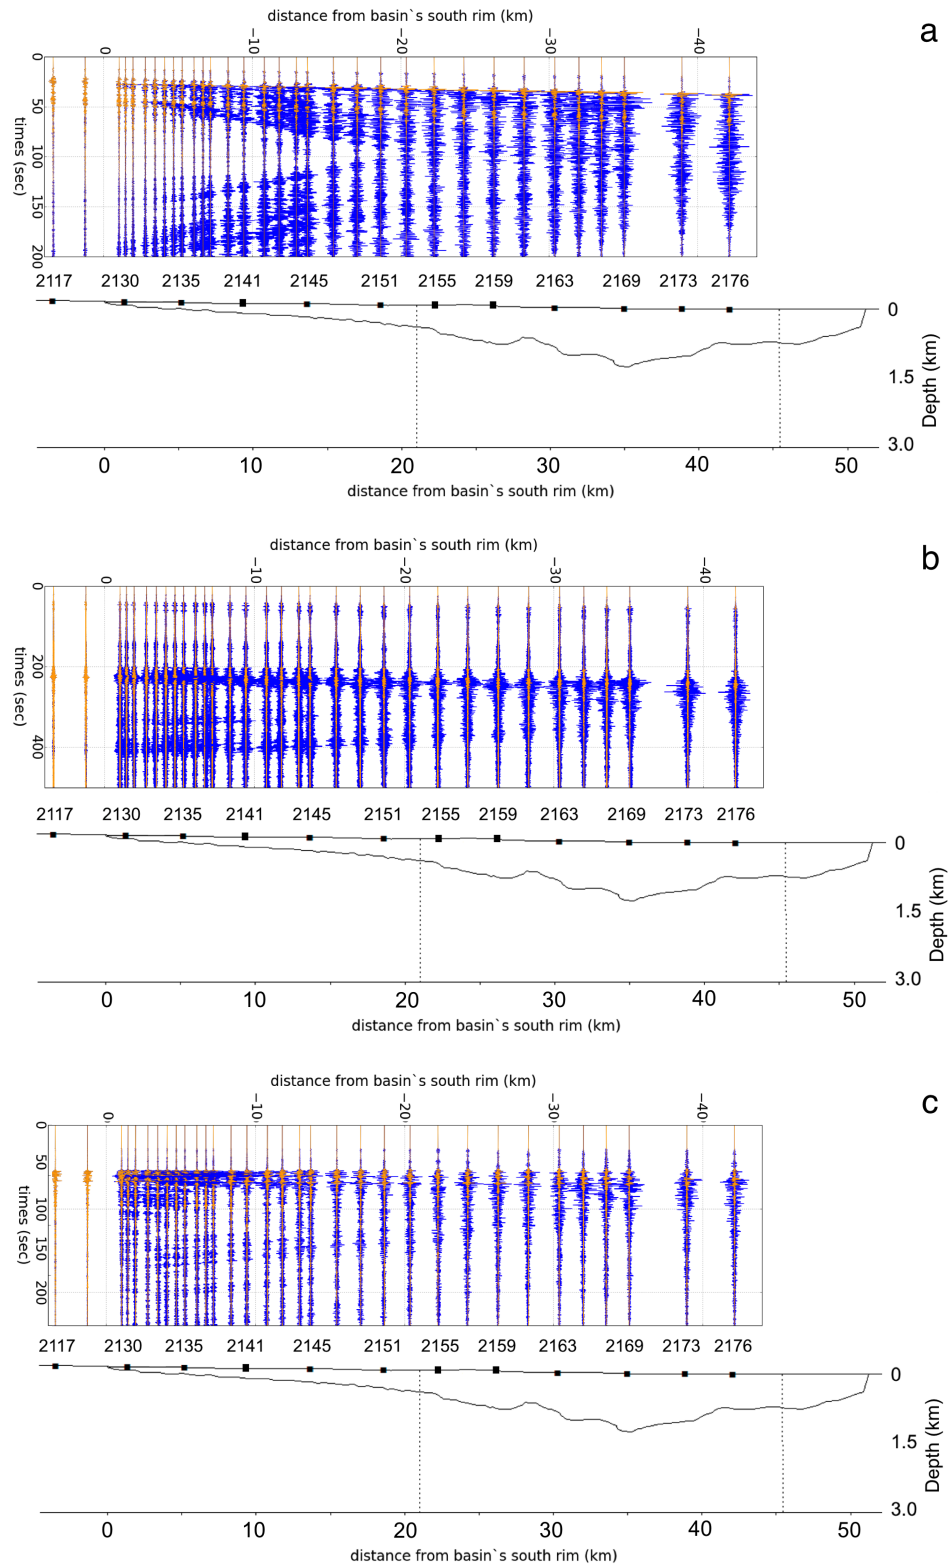 a
distance from basin`s south rim (km)
0 −10 −20 −30 −40
0
50
100
150
200
times (sec)
2117 2130 2135 2141 2145 2151 2155 2159 2163 2169 2173 2176
0
1.5
3.0
Depth (km)
0 10 20 30 40 50
distance from basin`s south rim (km)
b
distance from basin`s south rim (km)
0 −10 −20 −30 −40
0
200
400
times (sec)
2117 2130 2135 2141 2145 2151 2155 2159 2163 2169 2173 2176
0
1.5
3.0
Depth (km)
0 10 20 30 40 50
distance from basin`s south rim (km)
c
distance from basin`s south rim (km)
0 −10 −20 −30 −40
0
50
100
150
200
times (sec)
2117 2130 2135 2141 2145 2151 2155 2159 2163 2169 2173 2176
0
1.5
3.0
Depth (km)
0 10 20 30 40 50
distance from basin`s south rim (km)